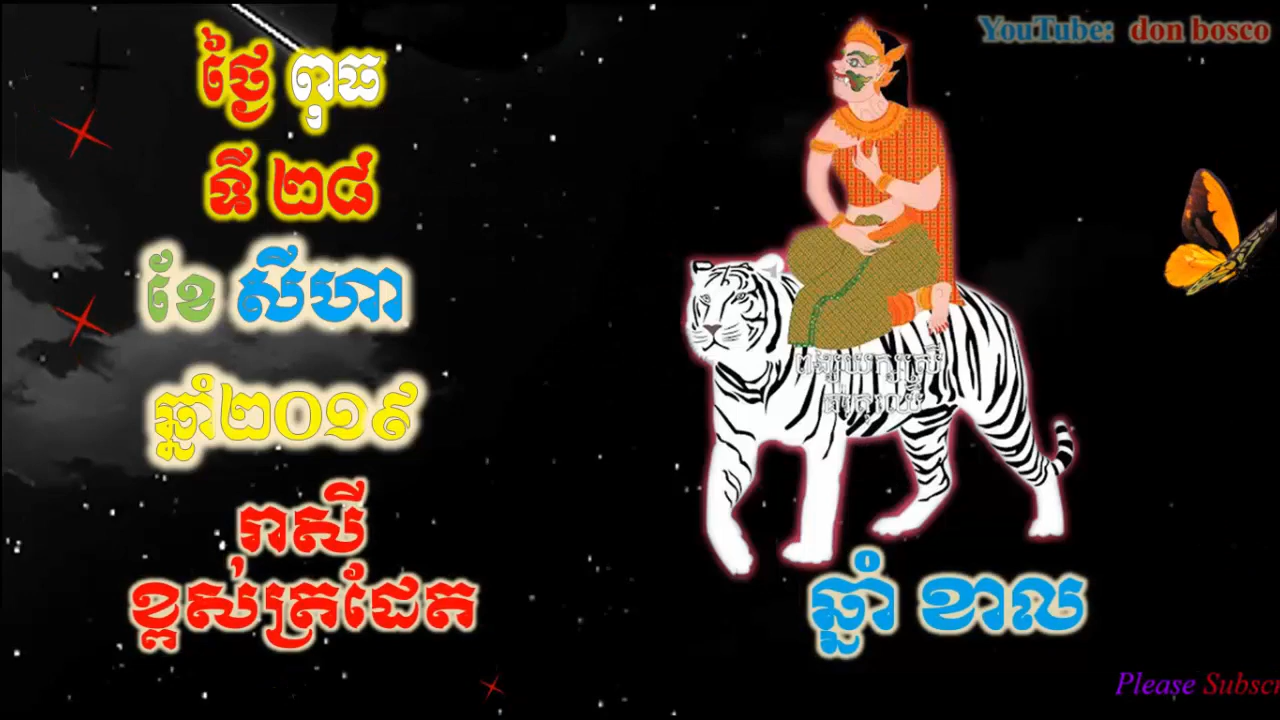 YouTube: don bosco
ថ្ងៃ ពុធ
ទី ២៨
ខែ សីហា
ឆ្នាំ២០១៩
រាសី
ខ្ពស់ត្រដែត
ឆ្នាំ ខាល
Please Subscr